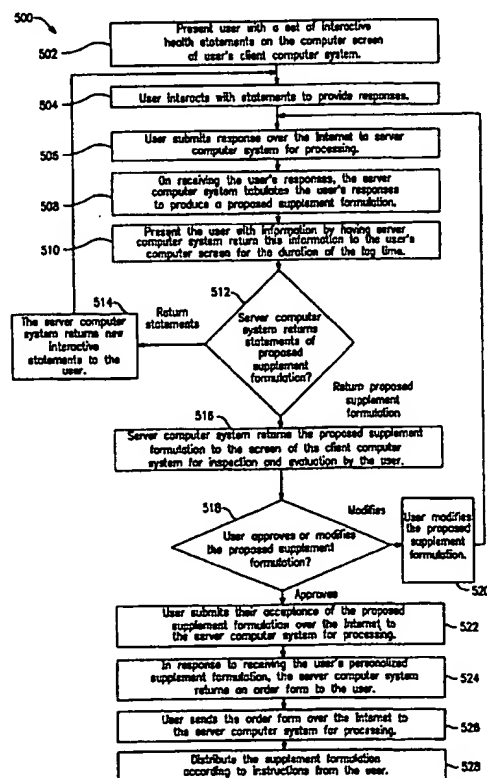 500
Present user with a set of interactive
health statements on the computer screen
of user's client computer system.
502
User interacts with statements to provide responses.
504
User submits response over the Internet to server
computer system for processing.
506
On receiving the user's responses, the server
computer system tabulates the user's responses
to produce a proposed supplement formulation.
508
Present the user with information by having server
computer system return this information to the user's
computer screen for the duration of the log time.
510
512
Server computer
system returns
statements of
proposed
supplement
formulation?
514
Return
statements
The server computer
system returns new
interactive
statements to the
user.
Return proposed
supplement
formulation
516
Server computer system returns the proposed supplement
formulation to the screen of the client computer
system for inspection and evaluation by the user.
518
User approves or modifies
the proposed supplement
formulation?
Modifies
User modifies
the proposed
supplement
formulation.
520
Approves
User submits their acceptance of the proposed
supplement formulation over the Internet to
the server computer system for processing.
522
In response to receiving the user's personalized
supplement formulation, the server computer system
returns an order form to the user.
524
User sends the order form over the Internet to
the server computer system for processing.
526
Distribute the supplement formulation
according to instructions from the user.
528